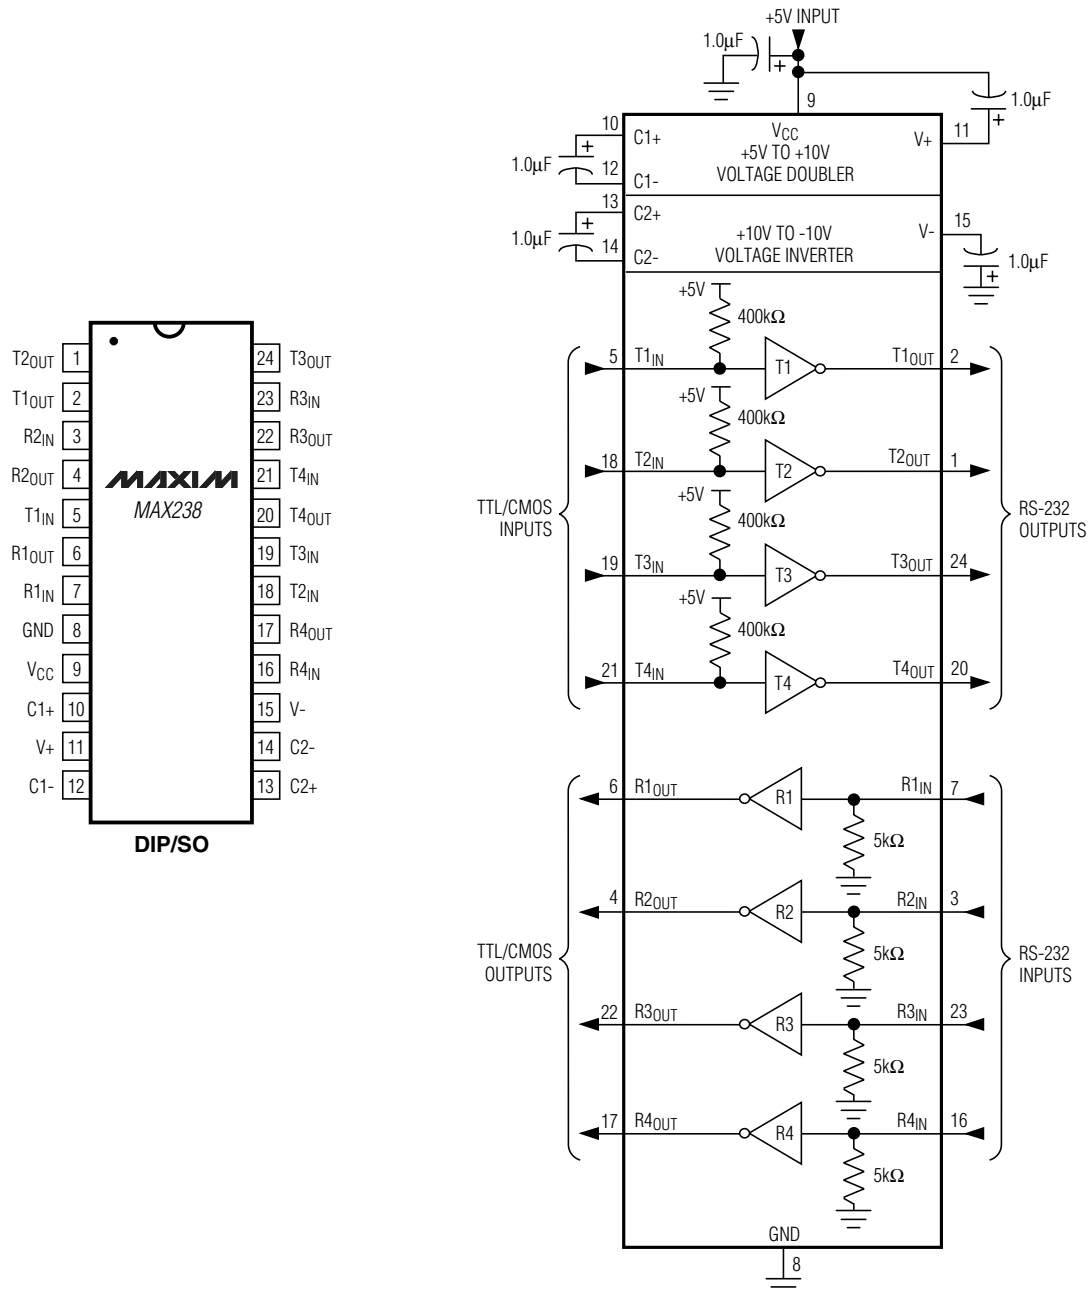 T2OUT 1
T1OUT 2
R2IN 3
R2OUT 4
T1IN 5
R1OUT 6
R1IN 7
GND 8
VCC 9
C1+ 10
V+ 11
C1- 12
MAXIM
MAX238
24 T3OUT
23 R3IN
22 R3OUT
21 T4IN
20 T4OUT
19 T3IN
18 T2IN
17 R4OUT
16 R4IN
15 V-
14 C2-
13 C2+
DIP/SO
+5V INPUT
1.0μF
+
9
1.0μF
+
10
C1+
+
1.0μF
12
C1-
VCC
+5V TO +10V
VOLTAGE DOUBLER
V+
11
13
C2+
+
1.0μF
14
C2-
+10V TO -10V
VOLTAGE INVERTER
V-
15
1.0μF
+
+5V
400kΩ
5
T1IN
T1
T1OUT
2
+5V
400kΩ
18
T2IN
T2
T2OUT
1
+5V
400kΩ
19
T3IN
T3
T3OUT
24
+5V
400kΩ
21
T4IN
T4
T4OUT
20
TTL/CMOS
INPUTS
RS-232
OUTPUTS
6
R1OUT
R1
R1IN
7
5kΩ
4
R2OUT
R2
R2IN
3
5kΩ
22
R3OUT
R3
R3IN
23
5kΩ
17
R4OUT
R4
R4IN
16
5kΩ
TTL/CMOS
OUTPUTS
RS-232
INPUTS
GND
8